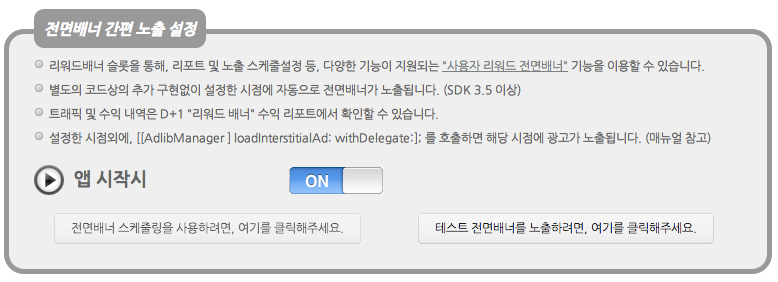 전면배너 간편 노출 설정
리워드배너 슬롯을 통해, 리포트 및 노출 스케줄설정 등, 다양한 기능이 지원되는 "사용자 리워드 전면배너" 기능을 이용할 수 있습니다.
별도의 코드상의 추가 구현없이 설정한 시점에 자동으로 전면배너가 노출됩니다. (SDK 3.5 이상)
트래픽 및 수익 내역은 D+1 "리워드 배너" 수익 리포트에서 확인할 수 있습니다.
설정한 시점외에, [[AdlibManager ] loadInterstitialAd: withDelegate:]; 를 호출하면 해당 시점에 광고가 노출됩니다. (매뉴얼 참고)
앱 시작시 ON
전면배너 스케줄링을 사용하려면, 여기를 클릭해주세요. 테스트 전면배너를 노출하려면, 여기를 클릭해주세요.